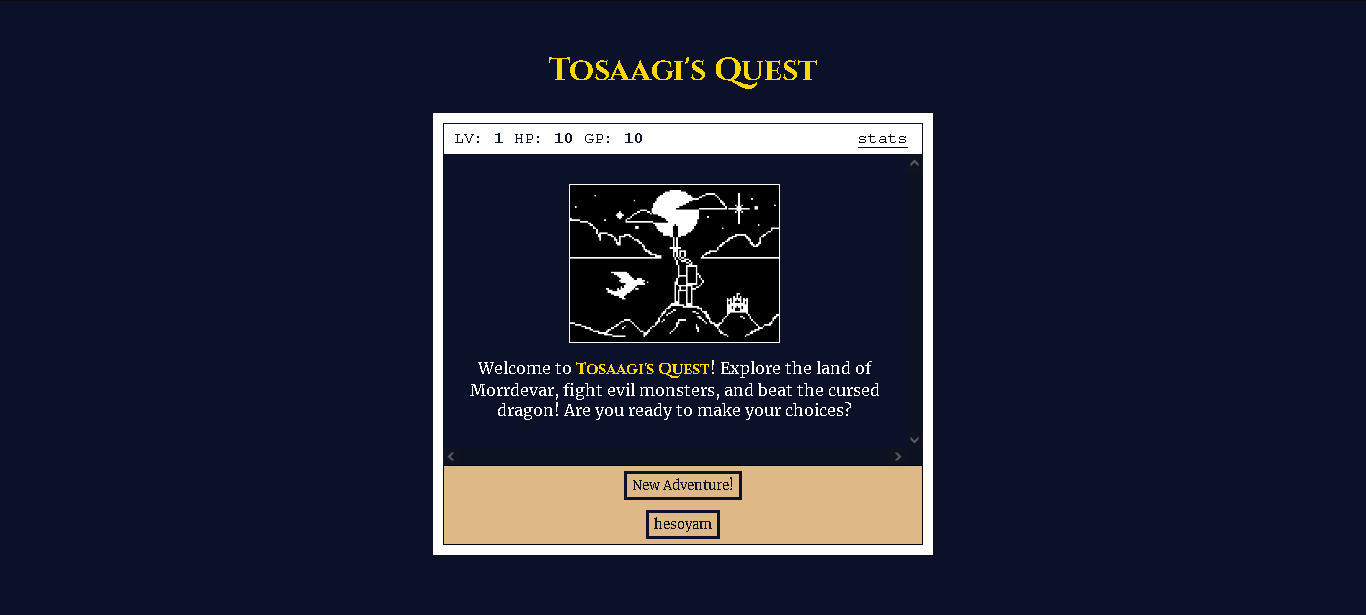 Tosaagi's Quest
LV: 1 HP: 10 GP: 10 stats
Welcome to Tosaagi's Quest! Explore the land of
Morrdevar, fight evil monsters, and beat the cursed
dragon! Are you ready to make your choices?
New Adventure!
hesoyam